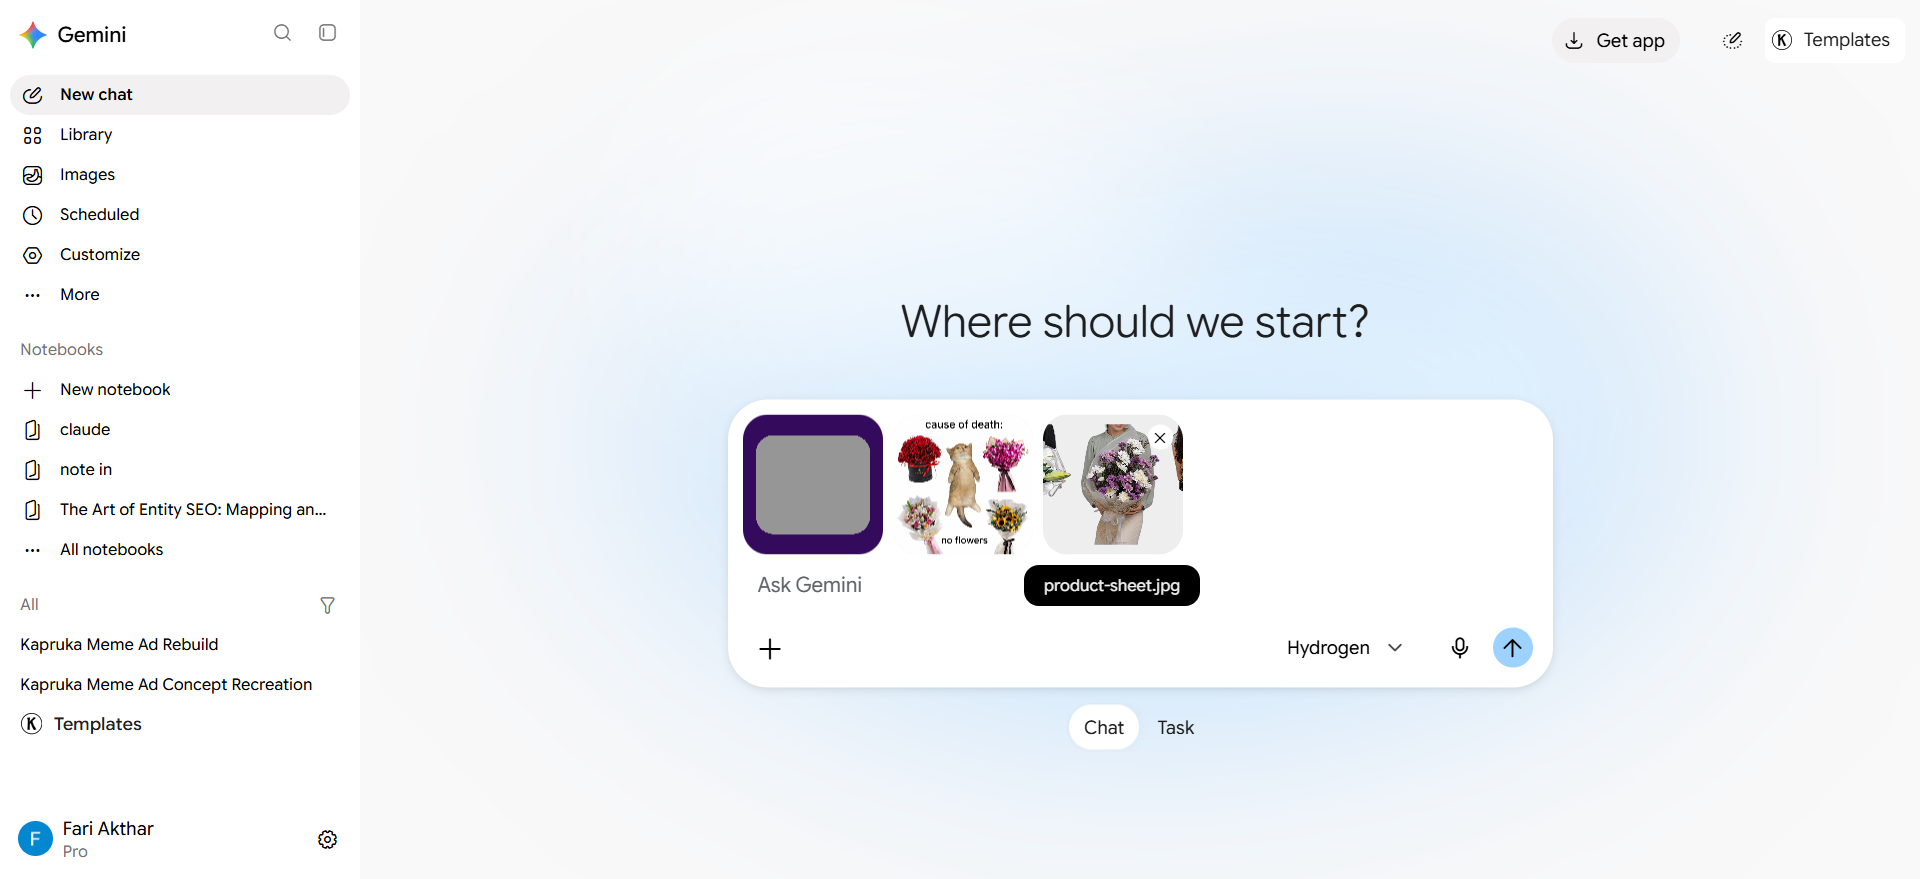 Gemini
New chat
Library
Images
Scheduled
Customize
More
Notebooks
New notebook
claude
note in
The Art of Entity SEO: Mapping an...
All notebooks
All
Kapruka Meme Ad Rebuild
Kapruka Meme Ad Concept Recreation
K Templates
F
Fari Akthar
Pro
Get app
K Templates
Where should we start?
cause of death:
no flowers
Ask Gemini
product-sheet.jpg
Hydrogen
Chat
Task